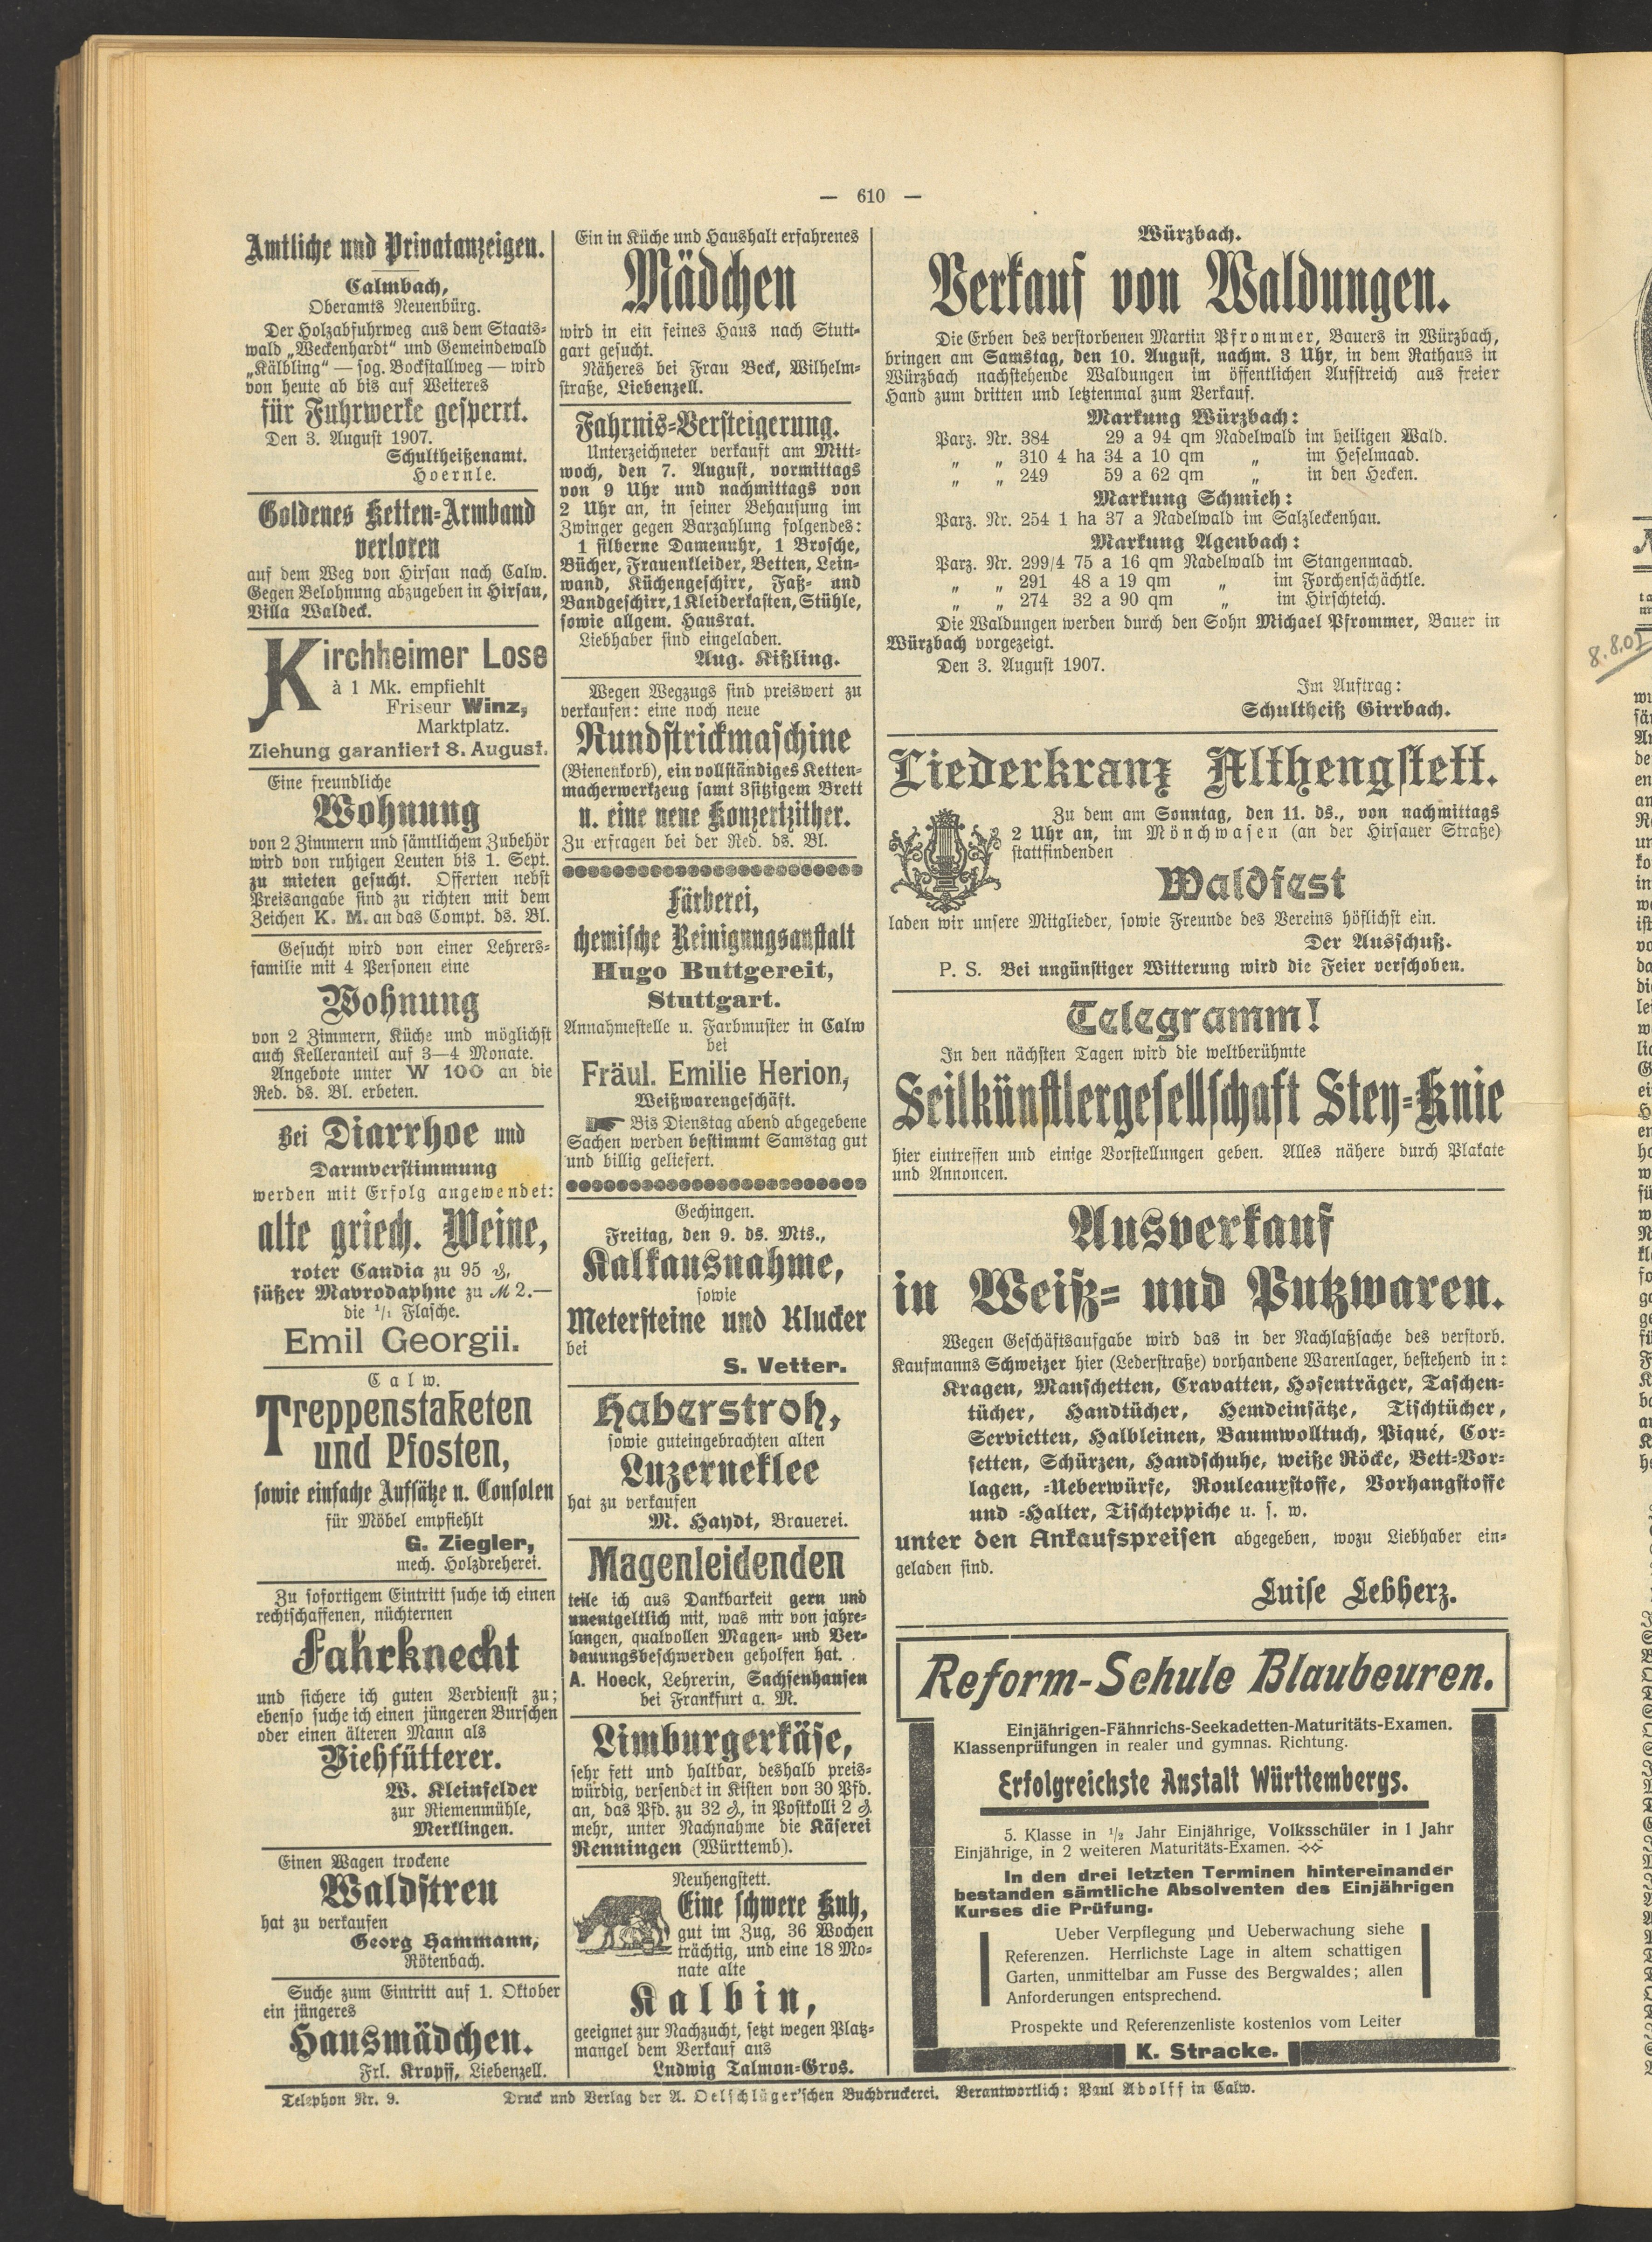 — 610 —
Amtliche und Privatanzeigen.
Calmbach,
Oberamts Neuenbürg.
Der Holzabfuhrweg aus dem Staats-
wald „Weckenhardt“ und Gemeindewald
„Kälbling“ — sog. Bockstallweg — wird
von heute ab bis auf Weiteres
für Fuhrwerke gesperrt.
Den 3. August 1907.
Schultheißenamt.
Hoernle.
Goldenes Ketten-Armband
verloren
auf dem Weg von Hirsau nach Calw.
Gegen Belohnung abzugeben in Hirsau,
Villa Waldeck.
Kirchheimer Lose
à 1 Mk. empfiehlt
Friseur Winz,
Marktplatz.
Ziehung garantiert 8. August.
Eine freundliche
Wohnung
von 2 Zimmern und sämtlichem Zubehör
wird von ruhigen Leuten bis 1. Sept.
zu mieten gesucht. Offerten nebst
Preisangabe sind zu richten mit dem
Zeichen K. M. an das Compt. ds. Bl.
Gesucht wird von einer Lehrers-
familie mit 4 Personen eine
Wohnung
von 2 Zimmern, Küche und möglichst
auch Kelleranteil auf 3—4 Monate.
Angebote unter W 100 an die
Red. ds. Bl. erbeten.
Bei Diarrhoe und
Darmverstimmung
werden mit Erfolg angewendet:
alte griech. Weine,
roter Candia zu 95 ₰,
süßer Mavrodaphne zu ℳ 2.—
die 1/1 Flasche.
Emil Georgii.
Calw.
Treppenstaketen
und Pfosten,
sowie einfache Aufsätze u. Consolen
für Möbel empfiehlt
G. Ziegler,
mech. Holzdreherei.
Zu sofortigem Eintritt suche ich einen
rechtschaffenen, nüchternen
Fahrknecht
und sichere ich guten Verdienst zu;
ebenso suche ich einen jüngeren Burschen
oder einen älteren Mann als
Viehfütterer.
W. Kleinfelder
zur Riemenmühle,
Merklingen.
Einen Wagen trockene
Waldstreu
hat zu verkaufen
Georg Hammann,
Rötenbach.
Suche zum Eintritt auf 1. Oktober
ein jüngeres
Hausmädchen.
Frl. Kropff, Liebenzell.
Ein in Küche und Haushalt erfahrenes
Mädchen
wird in ein feines Haus nach Stutt-
gart gesucht.
Näheres bei Frau Beck, Wilhelm-
straße, Liebenzell.
Fahrnis-Versteigerung.
Unterzeichneter verkauft am Mitt-
woch, den 7. August, vormittags
von 9 Uhr und nachmittags von
2 Uhr an, in seiner Behausung im
Zwinger gegen Barzahlung folgendes:
1 silberne Damenuhr, 1 Brosche,
Bücher, Frauenkleider, Betten, Lein-
wand, Küchengeschirr, Faß- und
Bandgeschirr, 1 Kleiderkasten, Stühle,
sowie allgem. Hausrat.
Liebhaber sind eingeladen.
Aug. Kißling.
Wegen Wegzugs sind preiswert zu
verkaufen: eine noch neue
Rundstrickmaschine
(Bienenkorb), ein vollständiges Ketten-
macherwerkzeug samt 3sitzigem Brett
u. eine neue Konzertzither.
Zu erfragen bei der Red. ds. Bl.
Färberei,
chemische Reinigungsanstalt
Hugo Buttgereit,
Stuttgart.
Annahmestelle u. Farbmuster in Calw
bei
Fräul. Emilie Herion,
Weißwarengeschäft.
Bis Dienstag abend abgegebene
Sachen werden bestimmt Samstag gut
und billig geliefert.
Gechingen.
Freitag, den 9. ds. Mts.,
Kalkausnahme,
sowie
Metersteine und Klucker
bei
S. Vetter.
Haberstroh,
sowie guteingebrachten alten
Luzerneklee
hat zu verkaufen
M. Haydt, Brauerei.
Magenleidenden
teile ich aus Dankbarkeit gern und
unentgeltlich mit, was mir von jahre-
langen, qualvollen Magen- und Ver-
dauungsbeschwerden geholfen hat.
A. Hoeck, Lehrerin, Sachsenhausen
bei Frankfurt a. M.
Limburgerkäse,
sehr fett und haltbar, deshalb preis-
würdig, versendet in Kisten von 30 Pfd.
an, das Pfd. zu 32 ₰, in Postkolli 2 ₰
mehr, unter Nachnahme die Käserei
Renningen (Württemb).
Neuhengstett.
Eine schwere Kuh,
gut im Zug, 36 Wochen
trächtig, und eine 18 Mo-
nate alte
Kalbin,
geeignet zur Nachzucht, setzt wegen Platz-
mangel dem Verkauf aus
Ludwig Talmon-Gros.
Würzbach.
Verkauf von Waldungen.
Die Erben des verstorbenen Martin Pfrommer, Bauers in Würzbach,
bringen am Samstag, den 10. August, nachm. 3 Uhr, in dem Rathaus in
Würzbach nachstehende Waldungen im öffentlichen Aufstreich aus freier
Hand zum dritten und letztenmal zum Verkauf.
Markung Würzbach:
Parz. Nr. 384 29 a 94 qm Nadelwald im heiligen Wald.
„ „ 310 4 ha 34 a 10 qm „ im Heselmaad.
„ „ 249 59 a 62 qm „ in den Hecken.
Markung Schmieh:
Parz. Nr. 254 1 ha 37 a Nadelwald im Salzleckenhau.
Markung Agenbach:
Parz. Nr. 299/4 75 a 16 qm Nadelwald im Stangenmaad.
„ „ 291 48 a 19 qm „ im Forchenschächtle.
„ „ 274 32 a 90 qm „ im Hirschteich.
Die Waldungen werden durch den Sohn Michael Pfrommer, Bauer in
Würzbach vorgezeigt.
Den 3. August 1907.
Im Auftrag:
Schultheiß Girrbach.
Liederkranz Althengstett.
Zu dem am Sonntag, den 11. ds., von nachmittags
2 Uhr an, im Mönchwasen (an der Hirsauer Straße)
stattfindenden
Waldfest
laden wir unsere Mitglieder, sowie Freunde des Vereins höflichst ein.
Der Ausschuß.
P. S. Bei ungünstiger Witterung wird die Feier verschoben.
Telegramm!
In den nächsten Tagen wird die weltberühmte
Seilkünstlergesellschaft Stey-Knie
hier eintreffen und einige Vorstellungen geben. Alles nähere durch Plakate
und Annoncen.
Ausverkauf
in Weiß- und Putzwaren.
Wegen Geschäftsaufgabe wird das in der Nachlaßsache des verstorb.
Kaufmanns Schweizer hier (Lederstraße) vorhandene Warenlager, bestehend in:
Kragen, Manschetten, Cravatten, Hosenträger, Taschen-
tücher, Handtücher, Hemdeinsätze, Tischtücher,
Servietten, Halbleinen, Baumwolltuch, Piqué, Cor-
setten, Schürzen, Handschuhe, weiße Röcke, Bett-Vor-
lagen, -Ueberwürfe, Rouleauxstoffe, Vorhangstoffe
und -Halter, Tischteppiche u. s. w.
unter den Ankaufspreisen abgegeben, wozu Liebhaber ein-
geladen sind.
Luise Lebherz.
Reform-Schule Blaubeuren.
Einjährigen-Fähnrichs-Seekadetten-Maturitäts-Examen.
Klassenprüfungen in realer und gymnas. Richtung.
Erfolgreichste Anstalt Württembergs.
5. Klasse in 1/2 Jahr Einjährige, Volksschüler in 1 Jahr
Einjährige, in 2 weiteren Maturitäts-Examen.
In den drei letzten Terminen hintereinander
bestanden sämtliche Absolventen des Einjährigen
Kurses die Prüfung.
Ueber Verpflegung und Ueberwachung siehe
Referenzen. Herrlichste Lage in altem schattigen
Garten, unmittelbar am Fusse des Bergwaldes; allen
Anforderungen entsprechend.
Prospekte und Referenzenliste kostenlos vom Leiter
K. Stracke.
Telephon Nr. 9. Druck und Verlag der A. Oelschläger'schen Buchdruckerei. Verantwortlich: Paul Adolff in Calw.
8.8.07